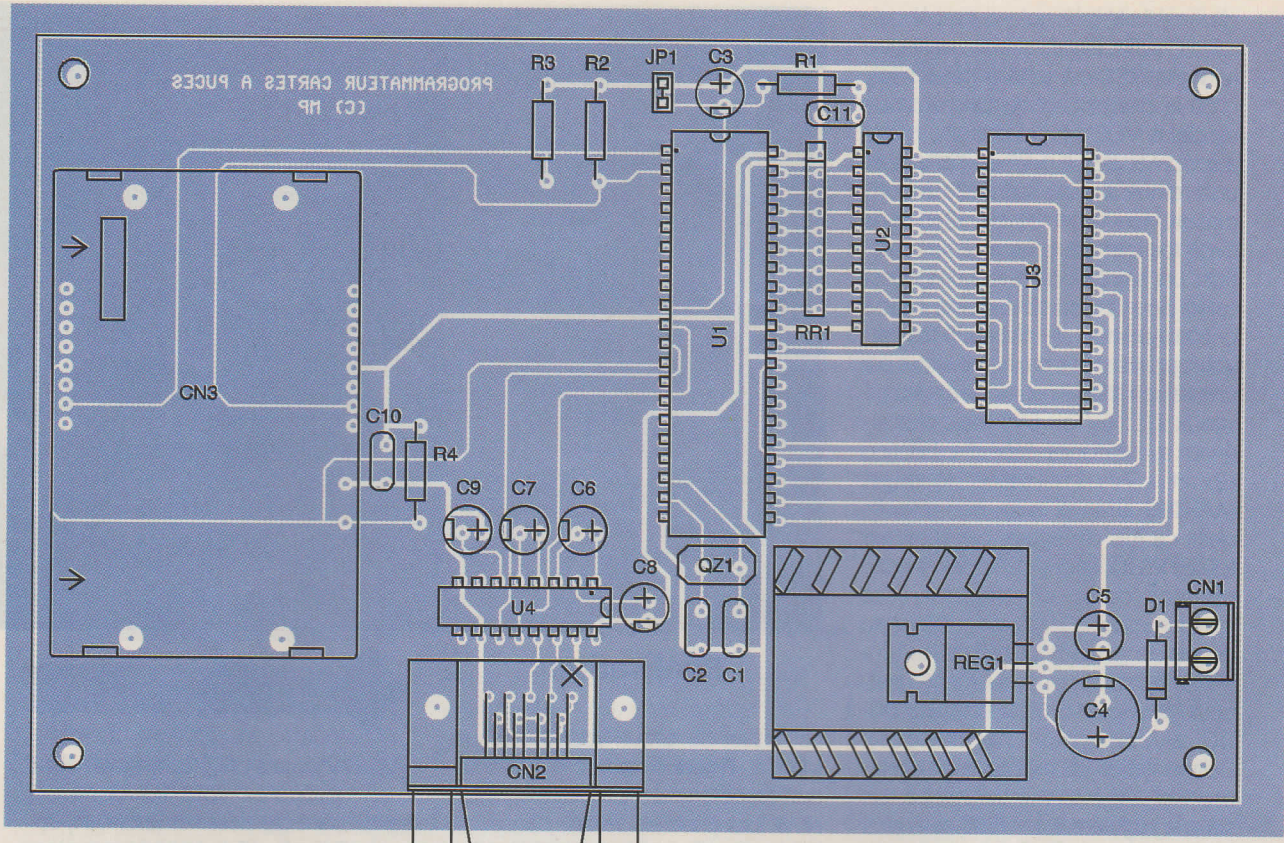 R3 R2 JP1 C3 R1
PROGRAMMATEUR CARTES A PUCES
(C) MP
C11
U2
U3
U1
RR1
CN3
C10
R4
C9 C7 C6
QZ1
C8
U4
C5
D1
CN1
REG1
C2 C1
C4
CN2